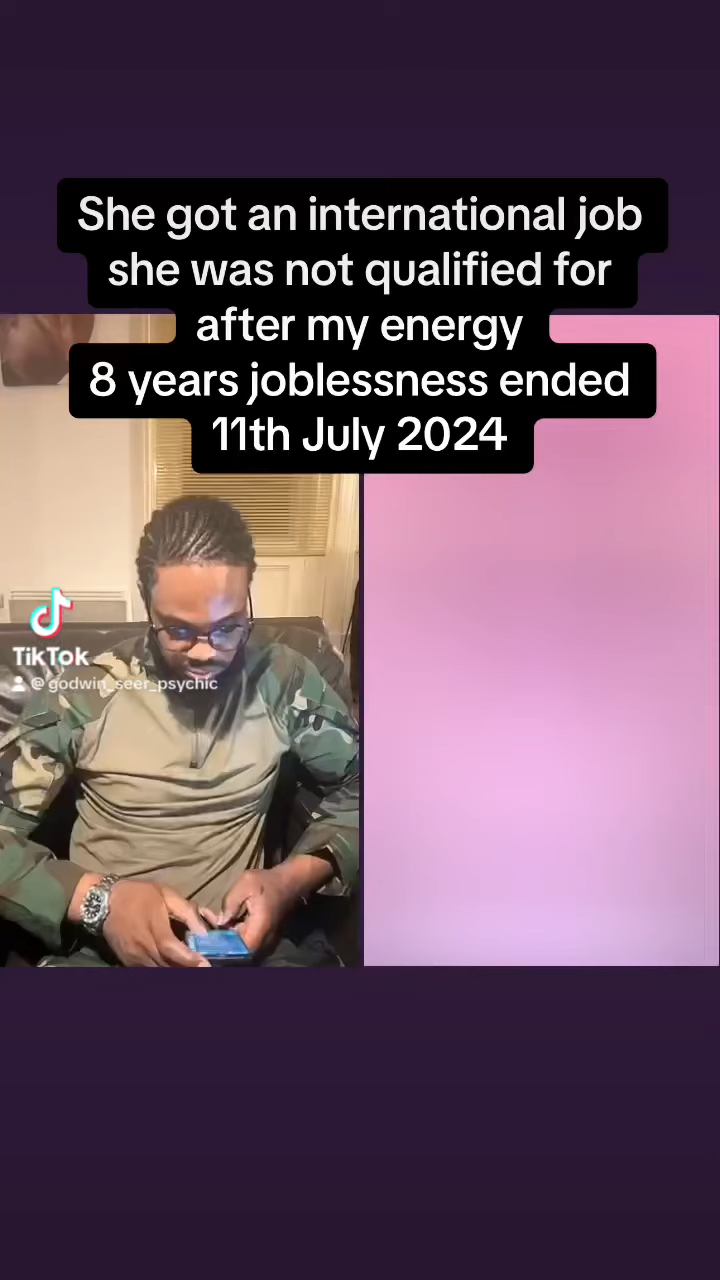 She got an international job
she was not qualified for
after my energy
8 years joblessness ended
11th July 2024
TikTok
@godwin_seer_psychic